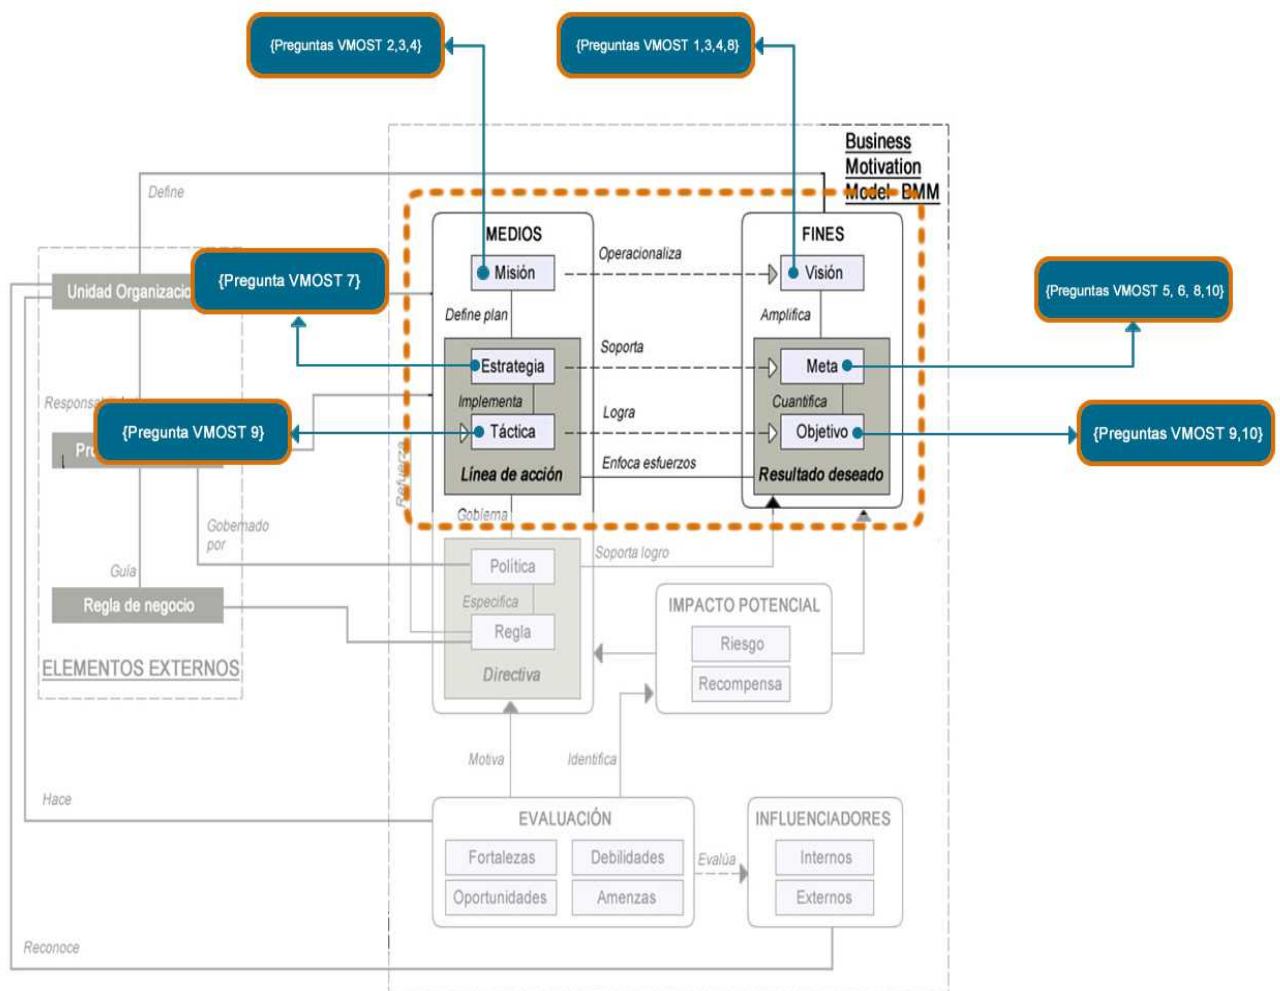 {Preguntas VMOST 2,3,4}
{Preguntas VMOST 1,3,4,8}
Business
Motivation
Model- BMM
Define
MEDIOS
FINES
Operacionaliza
Misión
Visión
{Pregunta VMOST 7}
Unidad Organizacio
{Preguntas VMOST 5, 6, 8,10}
Define plan
Amplifica
Soporta
Estrategia
Meta
Implementa
Cuantifica
Logra
{Pregunta VMOST 9}
Táctica
Objetivo
{Preguntas VMOST 9,10}
Enfoca esfuerzos
Línea de acción
Resultado deseado
Refuerza
Gobierna
Gobernado
por
Soporta logro
Política
Guía
Especifica
Regla de negocio
Regla
Directiva
IMPACTO POTENCIAL
Riesgo
Recompensa
ELEMENTOS EXTERNOS
Motiva
Identifica
Hace
EVALUACIÓN
INFLUENCIADORES
Fortalezas
Debilidades
Evalúa
Internos
Oportunidades
Amenzas
Externos
Reconoce